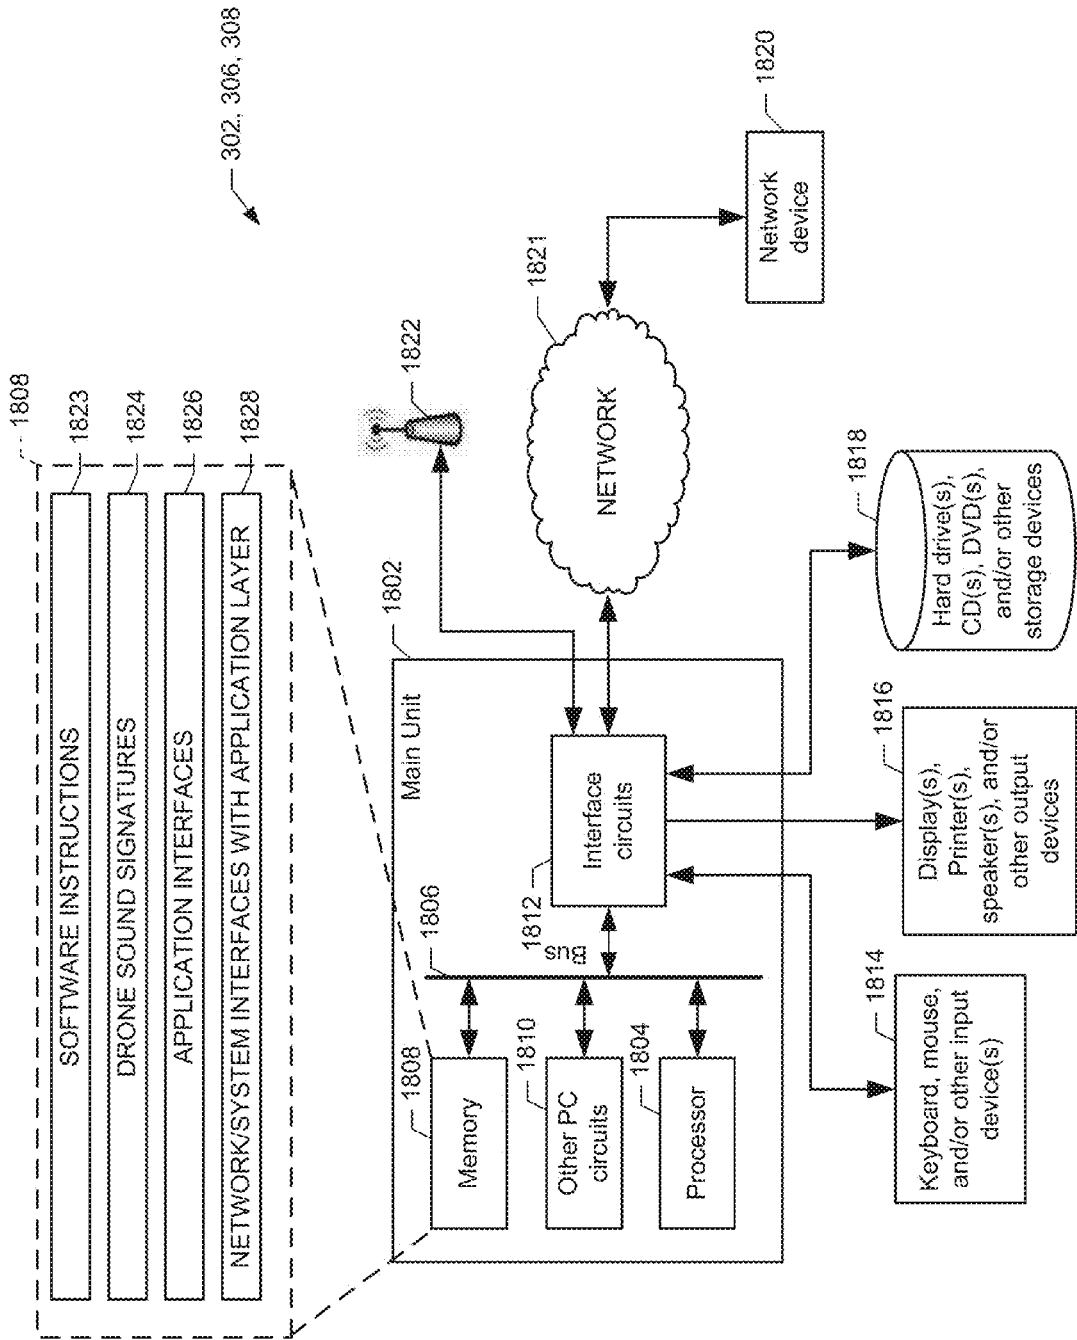 302, 306, 308
1808
SOFTWARE INSTRUCTIONS
1823
DRONE SOUND SIGNATURES
1824
APPLICATION INTERFACES
1826
NETWORK/SYSTEM INTERFACES WITH APPLICATION LAYER
1828
1822
1802
Main Unit
1808
Memory
1810
Other PC
circuits
1804
Processor
1806
Bus
1812
Interface
circuits
1821
NETWORK
1820
Network
device
1814
Keyboard, mouse,
and/or other input
device(s)
1816
Display(s),
Printer(s),
speaker(s), and/or
other output
devices
1818
Hard drive(s),
CD(s), DVD(s),
and/or other
storage devices